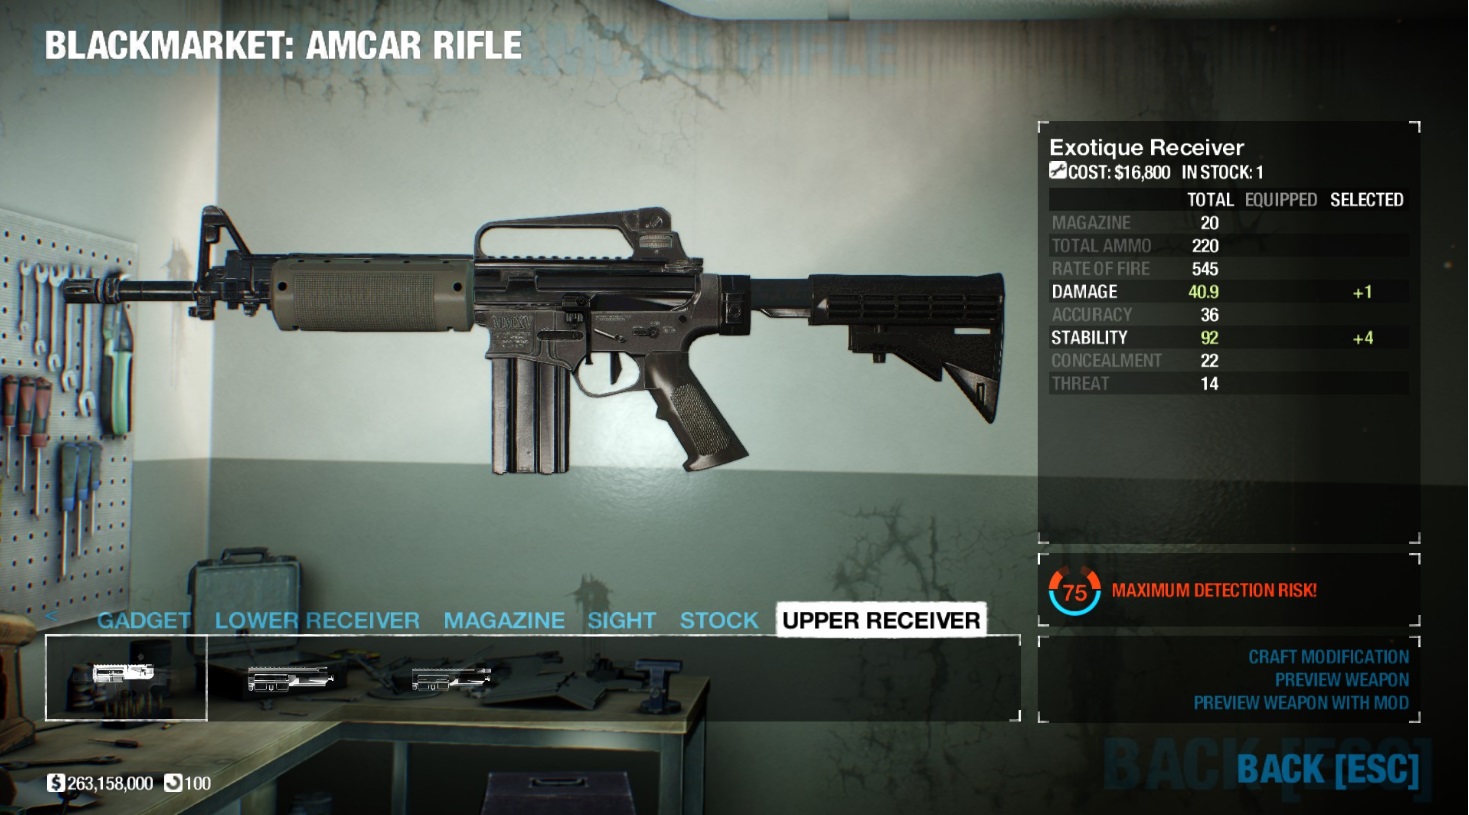 BLACKMARKET: AMCAR RIFLE
Exotique Receiver
COST: $16,800 IN STOCK: 1
TOTAL EQUIPPED SELECTED
MAGAZINE 20
TOTAL AMMO 220
RATE OF FIRE 545
DAMAGE 40.9 +1
ACCURACY 36
STABILITY 92 +4
CONCEALMENT 22
THREAT 14
75 MAXIMUM DETECTION RISK!
< GADGET LOWER RECEIVER MAGAZINE SIGHT STOCK UPPER RECEIVER
CRAFT MODIFICATION
PREVIEW WEAPON
PREVIEW WEAPON WITH MOD
BACK [ESC]
$ 263,158,000 100